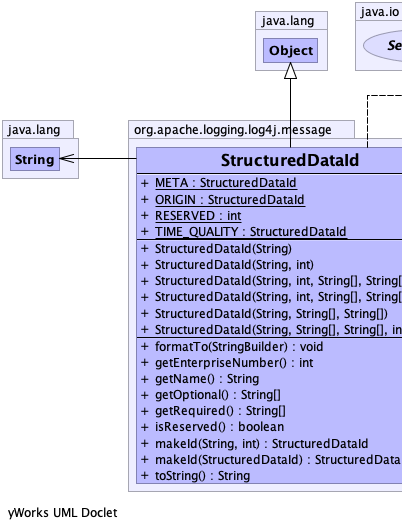 java.lang
java.io
Object
Se
java.lang
org.apache.logging.log4j.message
String
StructuredDataId
+ META : StructuredDataId
+ ORIGIN : StructuredDataId
+ RESERVED : int
+ TIME_QUALITY : StructuredDataId
+ StructuredDataId(String)
+ StructuredDataId(String, int)
+ StructuredDataId(String, int, String[], String[
+ StructuredDataId(String, int, String[], String[
+ StructuredDataId(String, String[], String[])
+ StructuredDataId(String, String[], String[], in
+ formatTo(StringBuilder) : void
+ getEnterpriseNumber() : int
+ getName() : String
+ getOptional() : String[]
+ getRequired() : String[]
+ isReserved() : boolean
+ makeId(String, int) : StructuredDataId
+ makeId(StructuredDataId) : StructuredData
+ toString() : String
yWorks UML Doclet